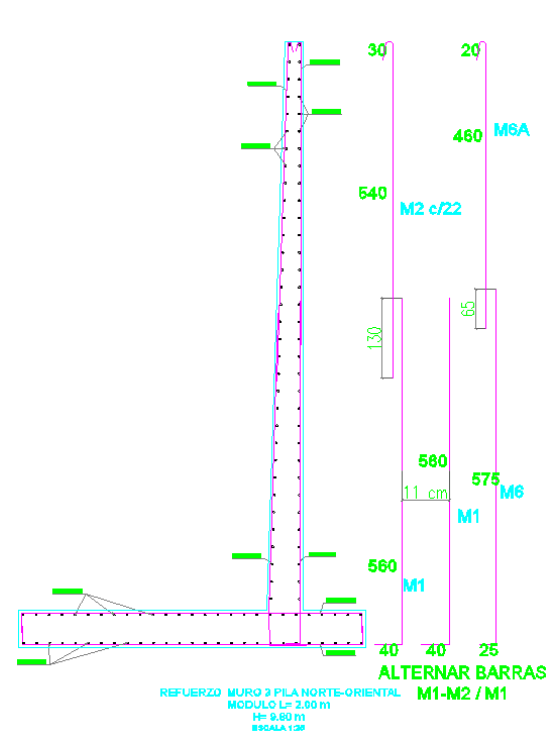 30
20
460
M6A
540
M2 c/22
65
130
560
575
M6
11 cm
M1
560
M1
40
40
25
ALTERNAR BARRAS
M1-M2 / M1
REFUERZO MURO 3 PILA NORTE-ORIENTAL
MODULO L= 2.00 m
H= 9.80 m